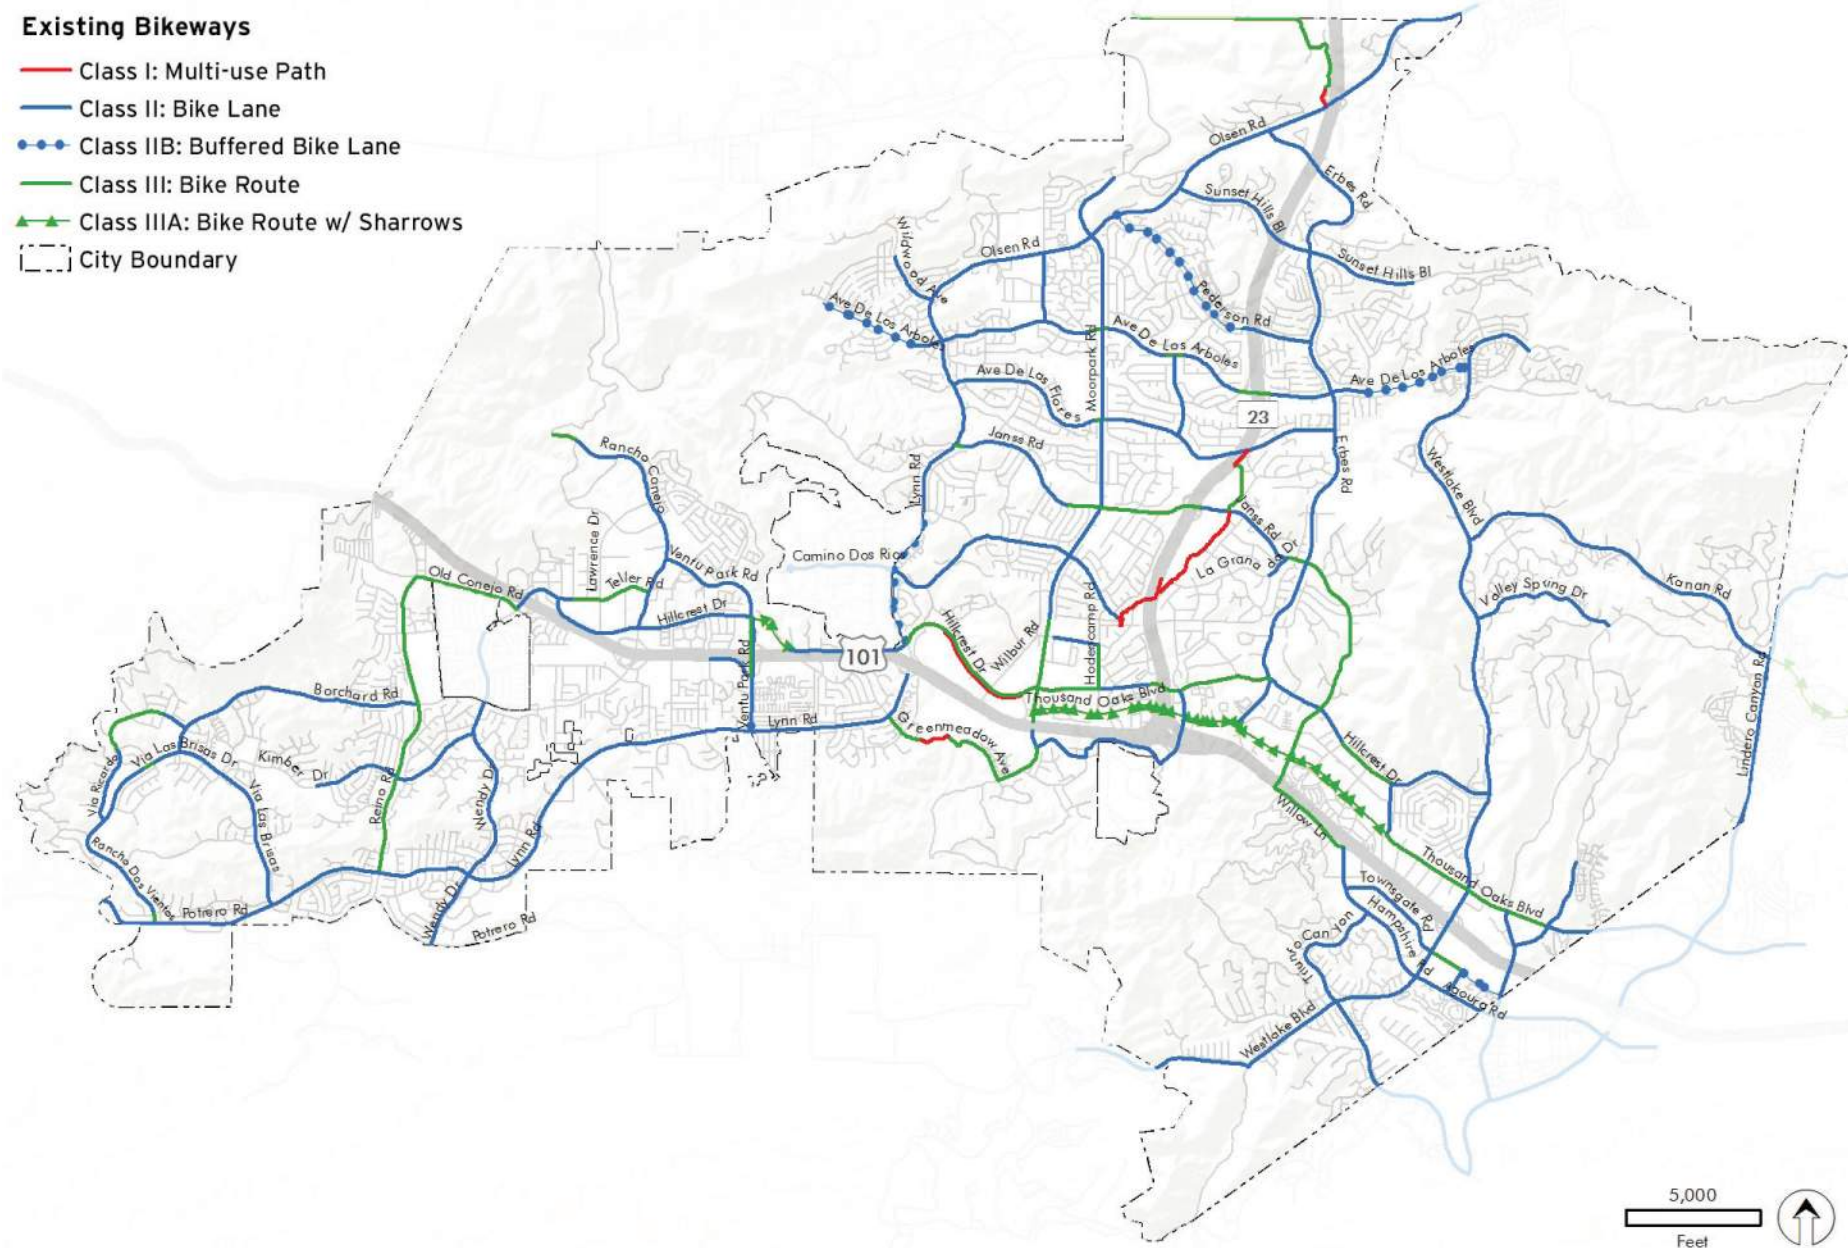 Existing Bikeways
Class I: Multi-use Path
Class II: Bike Lane
Class IIB: Buffered Bike Lane
Class III: Bike Route
Class IIIA: Bike Route w/ Sharrows
City Boundary
Olsen Rd
Erbes Rd
Sunset Hills Bl
Wildwood Ave
Olsen Rd
Sunset Hills Bl
Pederson Rd
Ave De Los Arboles
Moorpark Rd
Ave De Los Arboles
Ave De Los Arboles
Ave De Las Flores
23
Janss Rd
Rancho Conejo
Lynn Rd
Erbes Rd
Westlake Blvd
Lawrence Dr
Janss Rd
Camino Dos Rios
Ventu Park Rd
La Granada Dr
Kanan Rd
Old Conejo Rd
Teller Rd
Valley Spring Dr
Hillcrest Dr
Hillcrest Dr
Wilbur Rd
Hodencamp Rd
101
Ventu Park Rd
Lindero Canyon Rd
Borchard Rd
Thousand Oaks Blvd
Lynn Rd
Greenmeadow Ave
Via Las Brisas Dr
Kimber Dr
Via Ricardo
Hillcrest Dr
Reino Rd
Wendy Dr
Via Las Brisas
Lynn Rd
Willow Ln
Rancho Dos Vientos
Thousand Oaks Blvd
Townsgate Rd
Hampshire Rd
Potrero Rd
Wendy Dr
Potrero Rd
Triunfo Canyon
Agoura Rd
Westlake Blvd
5,000
Feet